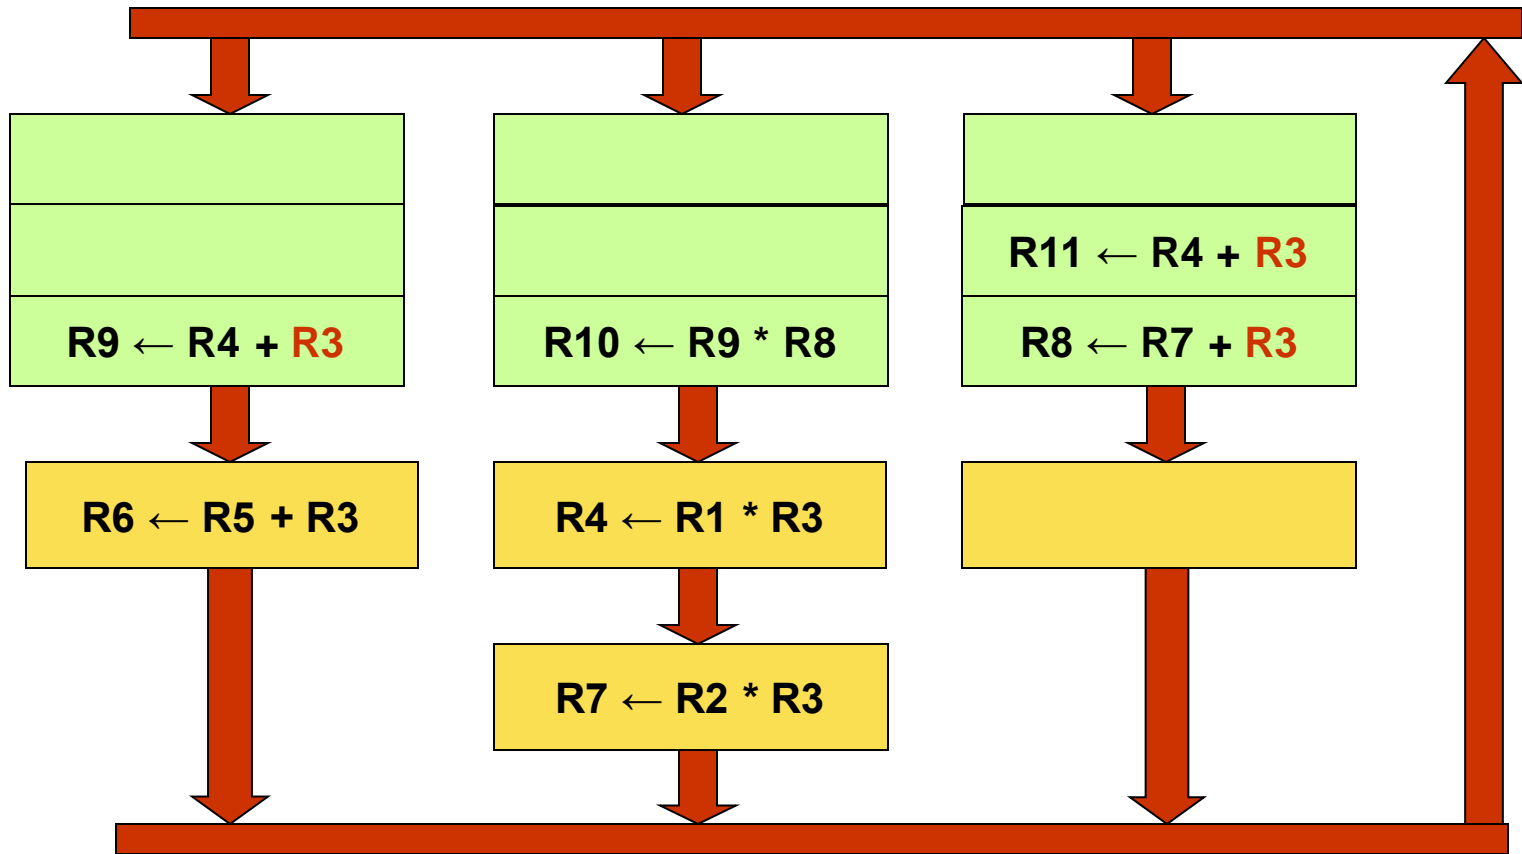 R11 ← R4 + R3
R9 ← R4 + R3
R10 ← R9 * R8
R8 ← R7 + R3
R6 ← R5 + R3
R4 ← R1 * R3
R7 ← R2 * R3